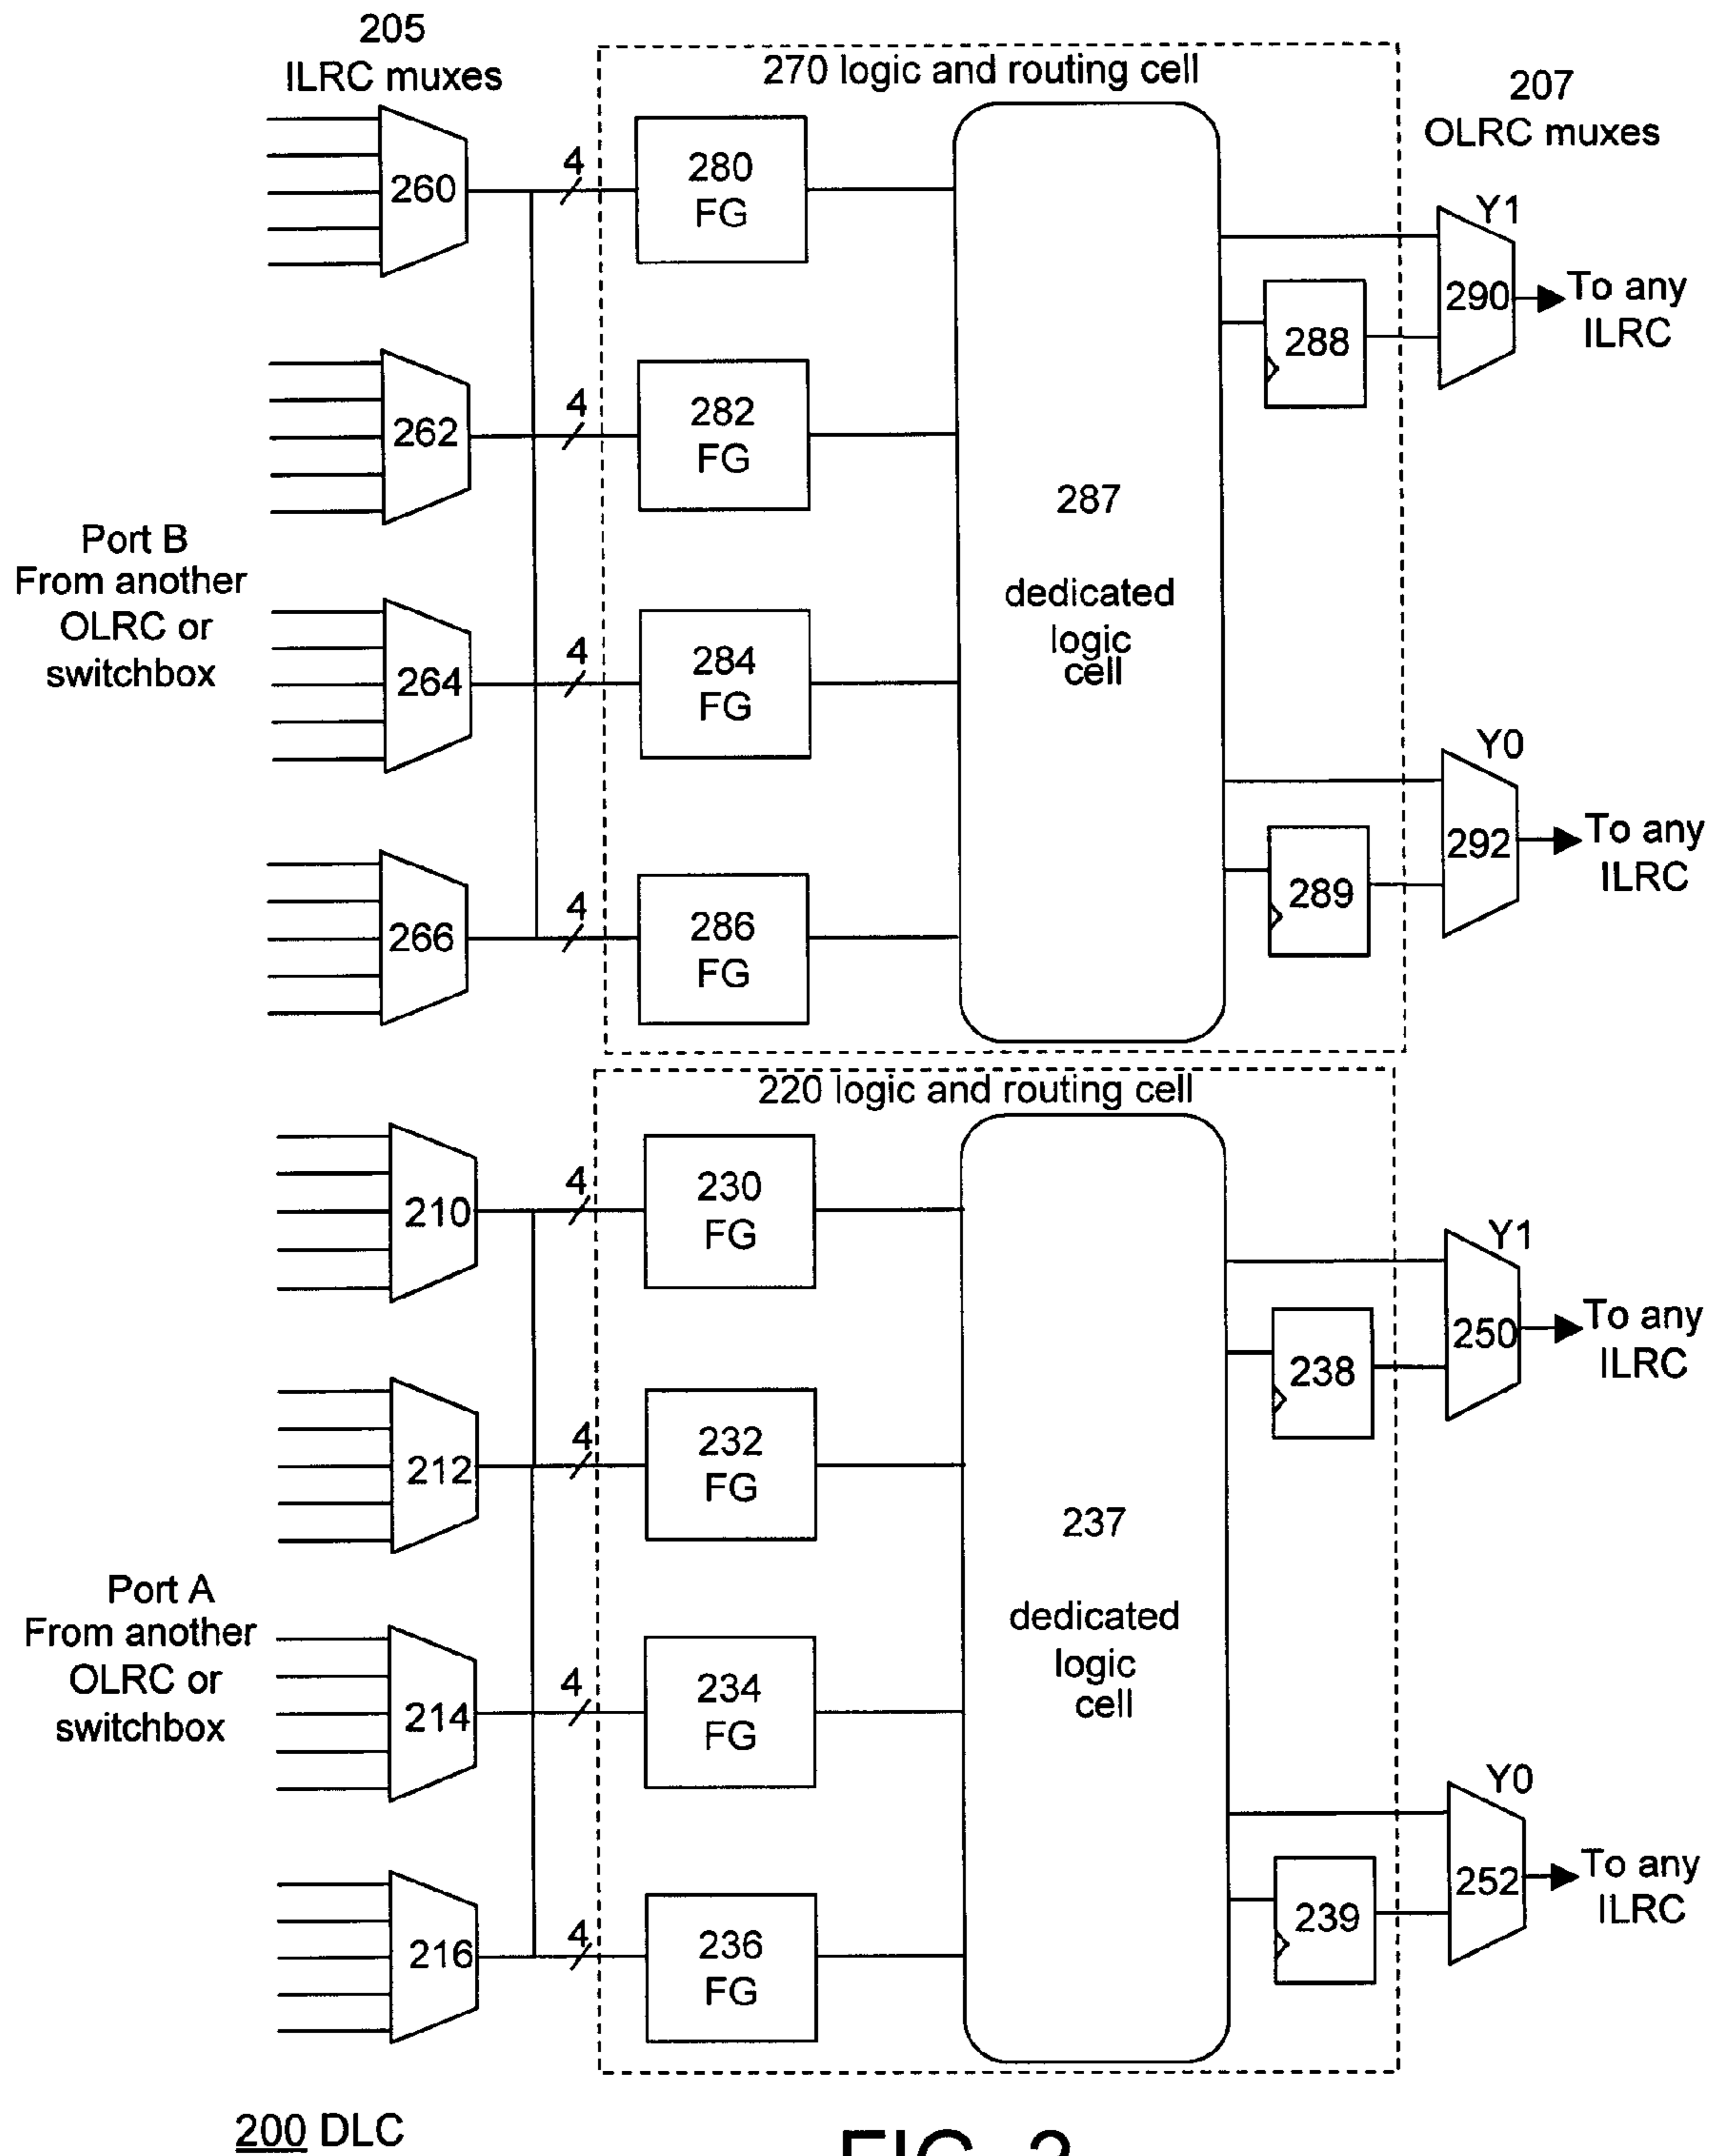 205
ILRC muxes
270 logic and routing cell
207
OLRC muxes
260
4
280
FG
Y1
290
To any
ILRC
288
262
4
282
FG
287
dedicated
logic
cell
Port B
From another
OLRC or
switchbox
264
4
284
FG
Y0
292
To any
ILRC
289
266
4
286
FG
220 logic and routing cell
210
4
230
FG
Y1
250
To any
ILRC
238
212
4
232
FG
237
dedicated
logic
cell
Port A
From another
OLRC or
switchbox
214
4
234
FG
Y0
252
To any
ILRC
239
216
4
236
FG
200 DLC
FIG. 2